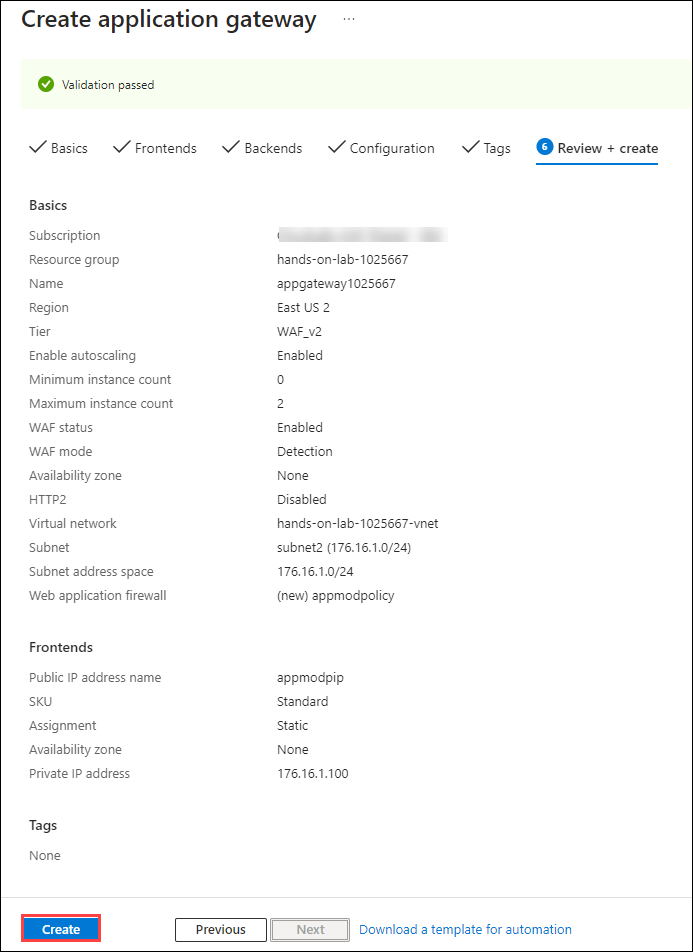 Create application gateway ...
Validation passed
Basics Frontends Backends Configuration Tags 6 Review + create
Basics
Subscription
Resource group hands-on-lab-1025667
Name appgateway1025667
Region East US 2
Tier WAF_v2
Enable autoscaling Enabled
Minimum instance count 0
Maximum instance count 2
WAF status Enabled
WAF mode Detection
Availability zone None
HTTP2 Disabled
Virtual network hands-on-lab-1025667-vnet
Subnet subnet2 (176.16.1.0/24)
Subnet address space 176.16.1.0/24
Web application firewall (new) appmodpolicy
Frontends
Public IP address name appmodpip
SKU Standard
Assignment Static
Availability zone None
Private IP address 176.16.1.100
Tags
None
Create Previous Next Download a template for automation